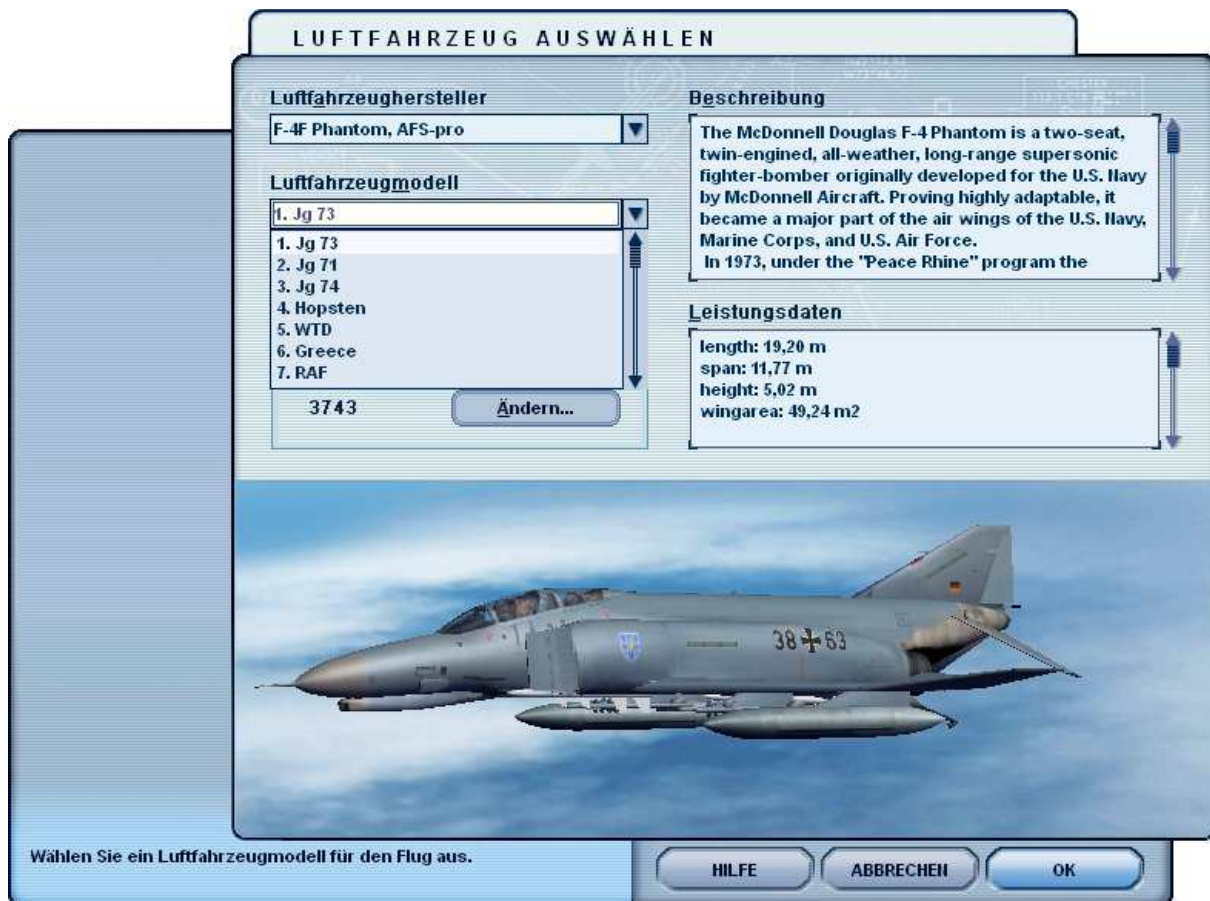 LUFTFAHRZEUG AUSWÄHLEN
Luftfahrzeughersteller
F-4F Phantom, AFS-pro
Luftfahrzeugmodell
1. Jg 73
1. Jg 73
2. Jg 71
3. Jg 74
4. Hopsten
5. WTD
6. Greece
7. RAF
3743
Ändern...
Beschreibung
The McDonnell Douglas F-4 Phantom is a two-seat,
twin-engined, all-weather, long-range supersonic
fighter-bomber originally developed for the U.S. Navy
by McDonnell Aircraft. Proving highly adaptable, it
became a major part of the air wings of the U.S. Navy,
Marine Corps, and U.S. Air Force.
In 1973, under the "Peace Rhine" program the
Leistungsdaten
length: 19,20 m
span: 11,77 m
height: 5,02 m
wingarea: 49,24 m2
38 63
Wählen Sie ein Luftfahrzeugmodell für den Flug aus.
HILFE
ABBRECHEN
OK